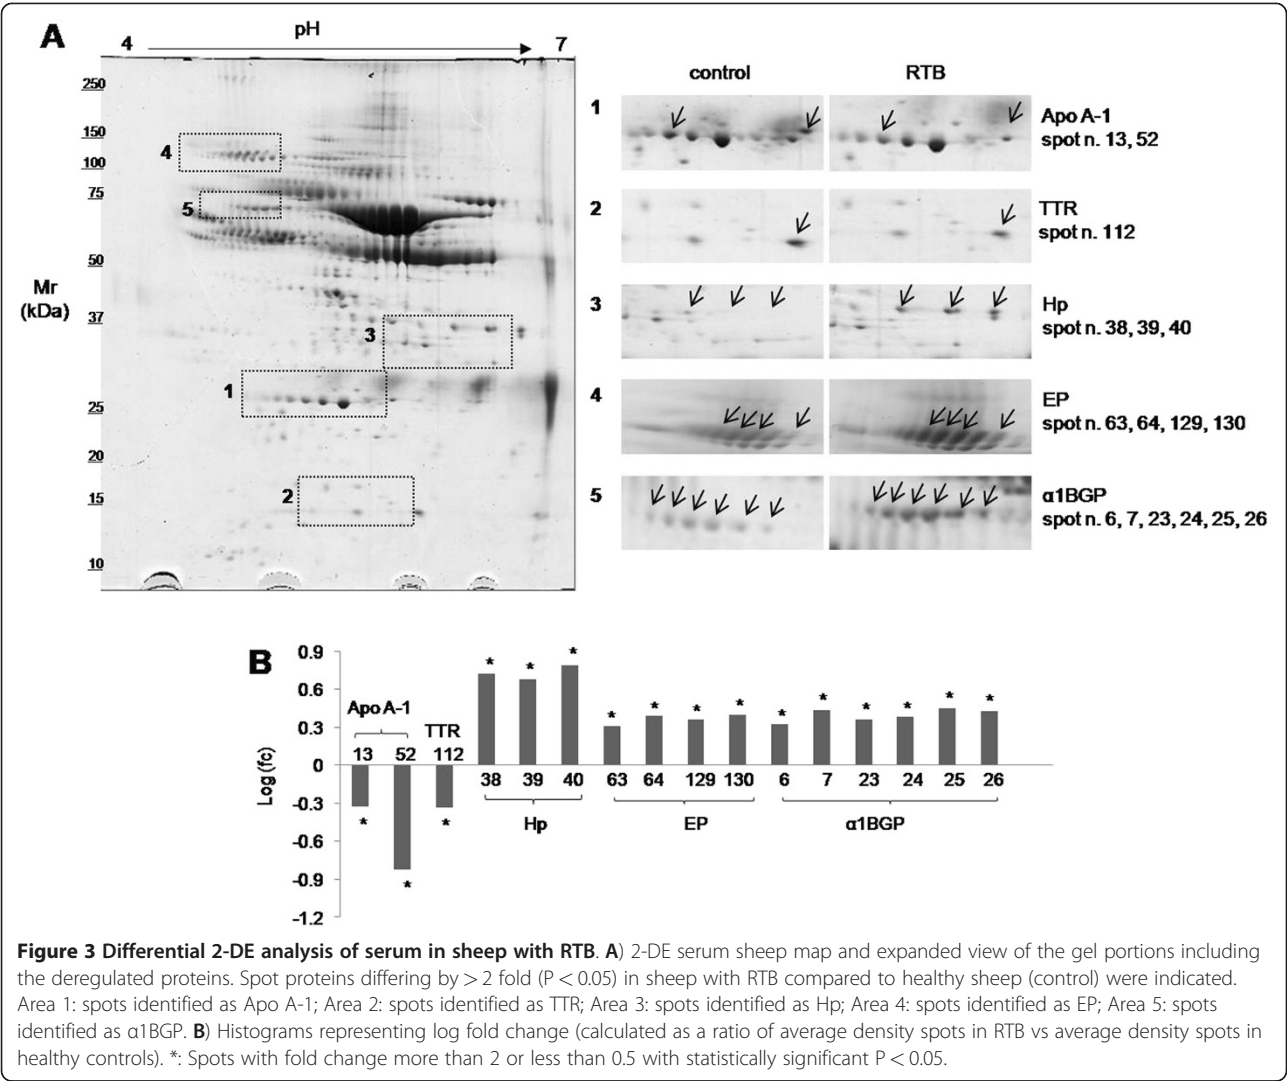 A
pH
4
7
250
150
100
75
50
37
25
20
15
10
Mr
(kDa)
4
5
3
1
2
control
RTB
1
Apo A-1
spot n. 13, 52
2
TTR
spot n. 112
3
Hp
spot n. 38, 39, 40
4
EP
spot n. 63, 64, 129, 130
5
α1BGP
spot n. 6, 7, 23, 24, 25, 26
B
Log (fc)
0.9
0.6
0.3
0
-0.3
-0.6
-0.9
-1.2
Apo A-1
TTR
13 52 112
* * * * * * * * * * * * *
38 39 40 63 64 129 130 6 7 23 24 25 26
* *
*
Hp EP α1BGP
Figure 3 Differential 2-DE analysis of serum in sheep with RTB. A) 2-DE serum sheep map and expanded view of the gel portions including
the deregulated proteins. Spot proteins differing by > 2 fold (P < 0.05) in sheep with RTB compared to healthy sheep (control) were indicated.
Area 1: spots identified as Apo A-1; Area 2: spots identified as TTR; Area 3: spots identified as Hp; Area 4: spots identified as EP; Area 5: spots
identified as α1BGP. B) Histograms representing log fold change (calculated as a ratio of average density spots in RTB vs average density spots in
healthy controls). *: Spots with fold change more than 2 or less than 0.5 with statistically significant P < 0.05.